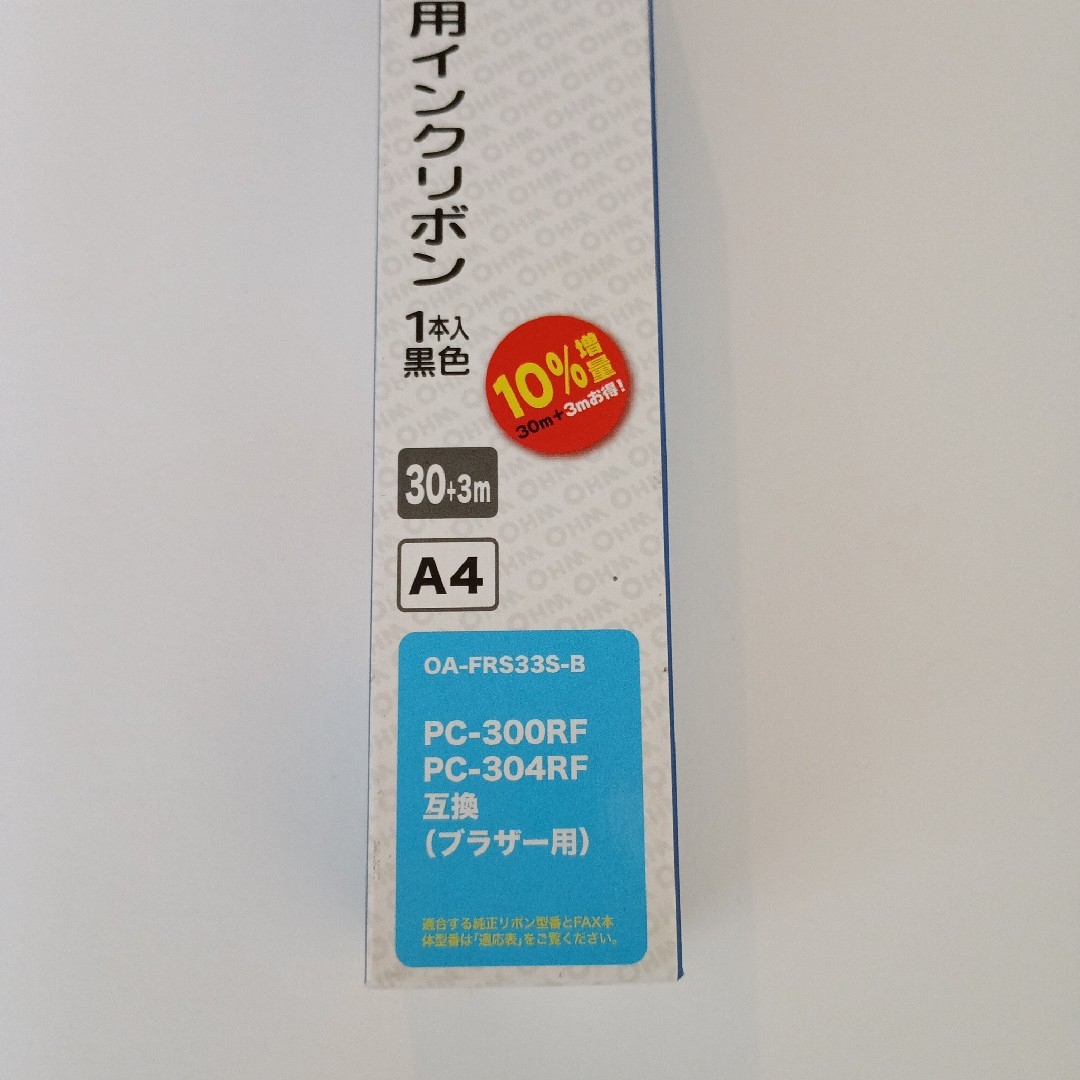 用インクリボン
1本入
黒色
10%増量
30m+3mお得!
30+3m
A4
OA-FRS33S-B
PC-300RF
PC-304RF
互換
(ブラザー用)
適合する純正リボン型番とFAX本
体型番は「適応表」をご覧ください。